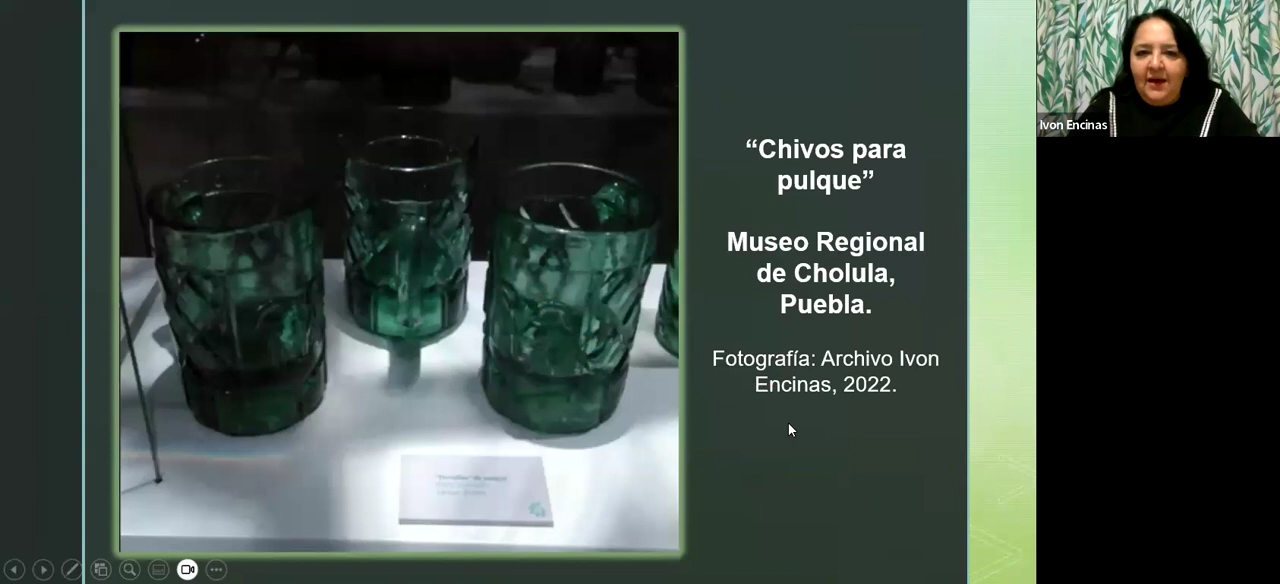 “Chivos para
pulque”
Museo Regional
de Cholula,
Puebla.
Fotografía: Archivo Ivon
Encinas, 2022.
Ivon Encinas